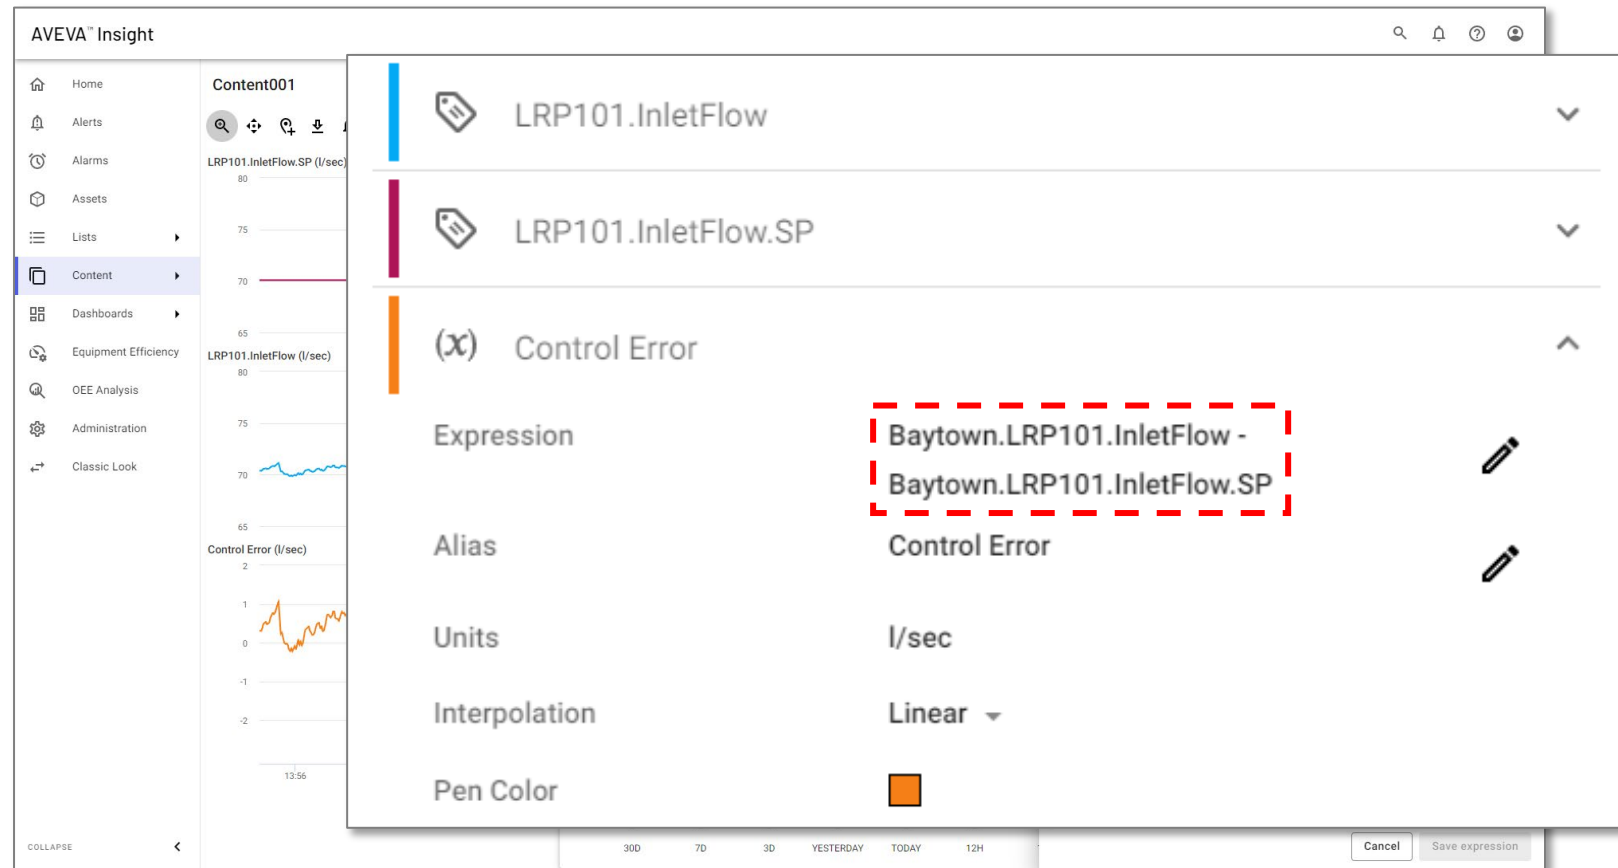 AVEVA™ Insight
Home
Alerts
Alarms
Assets
Lists
Content
Dashboards
Equipment Efficiency
OEE Analysis
Administration
Classic Look
COLLAPSE
Content001
LRP101.InletFlow.SP (l/sec)
80
75
70
65
LRP101.InletFlow (l/sec)
80
75
70
65
Control Error (l/sec)
2
1
0
-1
-2
13:56
LRP101.InletFlow
LRP101.InletFlow.SP
(x) Control Error
Expression
Baytown.LRP101.InletFlow -
Baytown.LRP101.InletFlow.SP
Alias
Control Error
Units
l/sec
Interpolation
Linear
Pen Color
30D
7D
3D
YESTERDAY
TODAY
12H
Cancel
Save expression